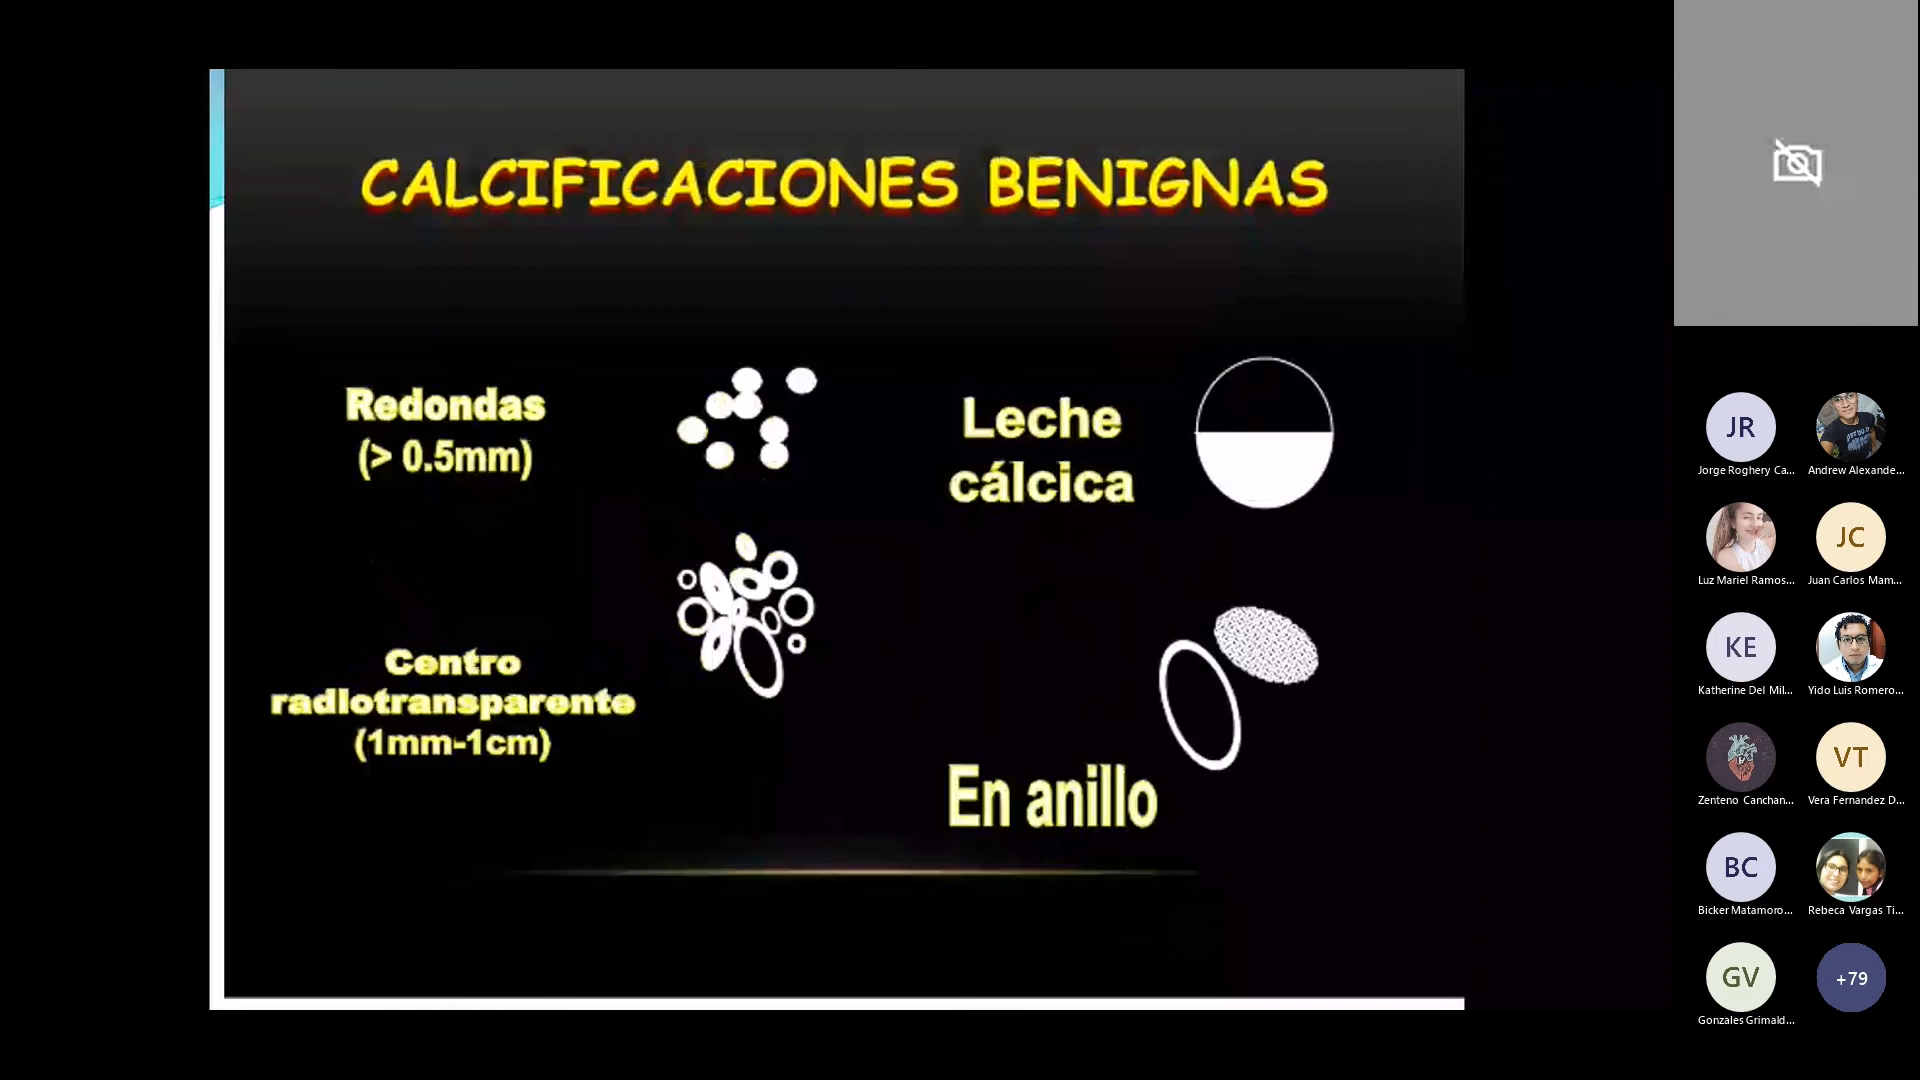 CALCIFICACIONES BENIGNAS
Redondas
(> 0.5mm)
Leche
cálcica
Centro
radiotransparente
(1mm-1cm)
En anillo
JR
Jorge Roghery Ca...
Andrew Alexande...
Luz Mariel Ramos...
JC
Juan Carlos Mam...
KE
Katherine Del Mil...
Yido Luis Romero...
Zenteno Canchan...
VT
Vera Fernandez D...
BC
Bicker Matamoro...
Rebeca Vargas Ti...
GV
Gonzales Grimald...
+79